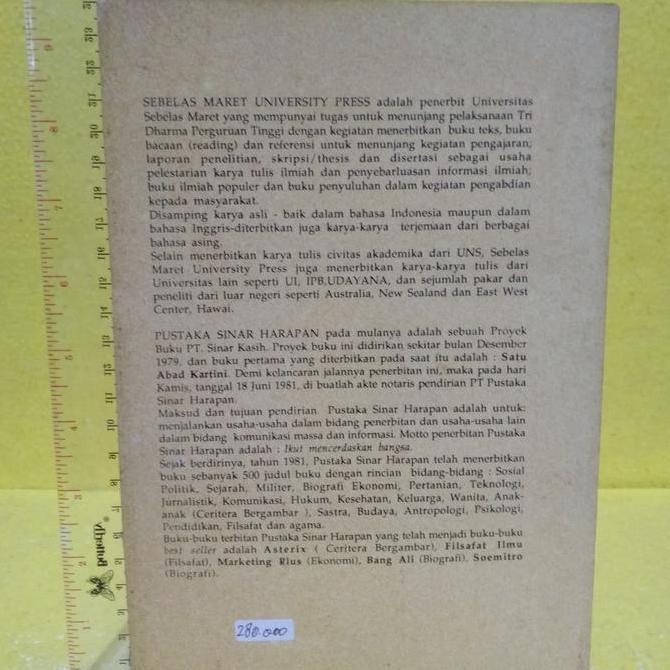 SEBELAS MARET UNIVERSITY PRESS adalah penerbit Universitas
Sebelas Maret yang mempunyai tugas untuk menunjang pelaksanaan Tri
Dharma Perguruan Tinggi dengan kegiatan menerbitkan buku teks, buku
bacaan (reading) dan referensi untuk menunjang kegiatan pengajaran,
laporan penelitian, skripsi/thesis dan disertasi sebagai usaha
pelestarian karya tulis ilmiah dan penyebarluasan informasi ilmiah;
buku ilmiah populer dan buku penyuluhan dalam kegiatan pengabdian
kepada masyarakat.
Disamping karya asli - baik dalam bahasa Indonesia maupun dalam
bahasa Inggris-diterbitkan juga karya-karya terjemaan dari berbagai
bahasa asing.
Selain menerbitkan karya tulis civitas akademika dari UNS, Sebelas
Maret University Press juga menerbitkan karya-karya tulis dari
Universitas lain seperti UI, IPB,UDAYANA, dan sejumlah pakar dan
peneliti dari luar negeri seperti Australia, New Sealand dan East West
Center, Hawai.
PUSTAKA SINAR HARAPAN pada mulanya adalah sebuah Proyek
Buku PT. Sinar Kasih. Proyek buku ini didirikan sekitar bulan Desember
1979, dan buku pertama yang diterbitkan pada saat itu adalah : Satu
Abad Kartini. Demi kelancaran jalannya penerbitan ini, maka pada hari
Kamis, tanggal 18 Juni 1981, di buatlah akte notaris pendirian PT Pustaka
Sinar Harapan.
Maksud dan tujuan pendirian Pustaka Sinar Harapan adalah untuk:
menjalankan usaha-usaha dalam bidang penerbitan dan usaha-usaha lain
dalam bidang komunikasi massa dan informasi. Motto penerbitan Pustaka
Sinar Harapan adalah : Ikut mencerdaskan bangsa.
Sejak berdirinya, tahun 1981, Pustaka Sinar Harapan telah menerbitkan
buku sebanyak 500 judul buku dengan rincian bidang-bidang : Sosial
Politik, Sejarah, Militer, Biografi Ekonomi, Pertanian, Teknologi,
Jurnalistik, Komunikasi, Hukum, Kesehatan, Keluarga, Wanita, Anak-
anak (Ceritera Bergambar ), Sastra, Budaya, Antropologi, Psikologi,
Pendidikan, Filsafat dan agama.
Buku-buku terbitan Pustaka Sinar Harapan yang telah menjadi buku-buku
best seller adalah Asterix ( Ceritera Bergambar), Filsafat Ilmu
(Filsafat), Marketing Plus (Ekonomi), Bang Ali (Biografi), Soemitro
(Biografi).
280.000
Butterfly